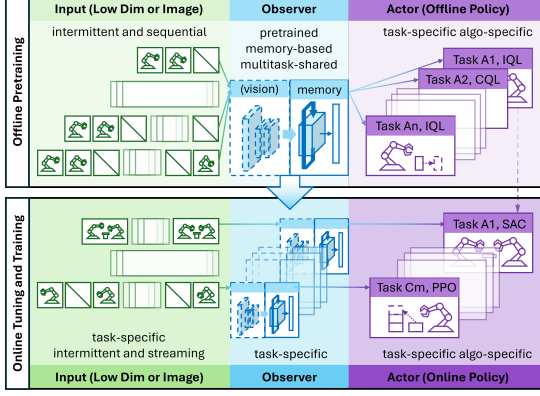 Input (Low Dim or Image)
Observer
Actor (Offline Policy)
Offline Pretraining
intermittent and sequential
pretrained
memory-based
multitask-shared
task-specific algo-specific
(vision)
memory
Task A1, IQL
Task A2, CQL
Task An, IQL
Online Tuning and Training
Task A1, SAC
Task Cm, PPO
task-specific
intermittent and streaming
task-specific
task-specific algo-specific
Input (Low Dim or Image)
Observer
Actor (Online Policy)